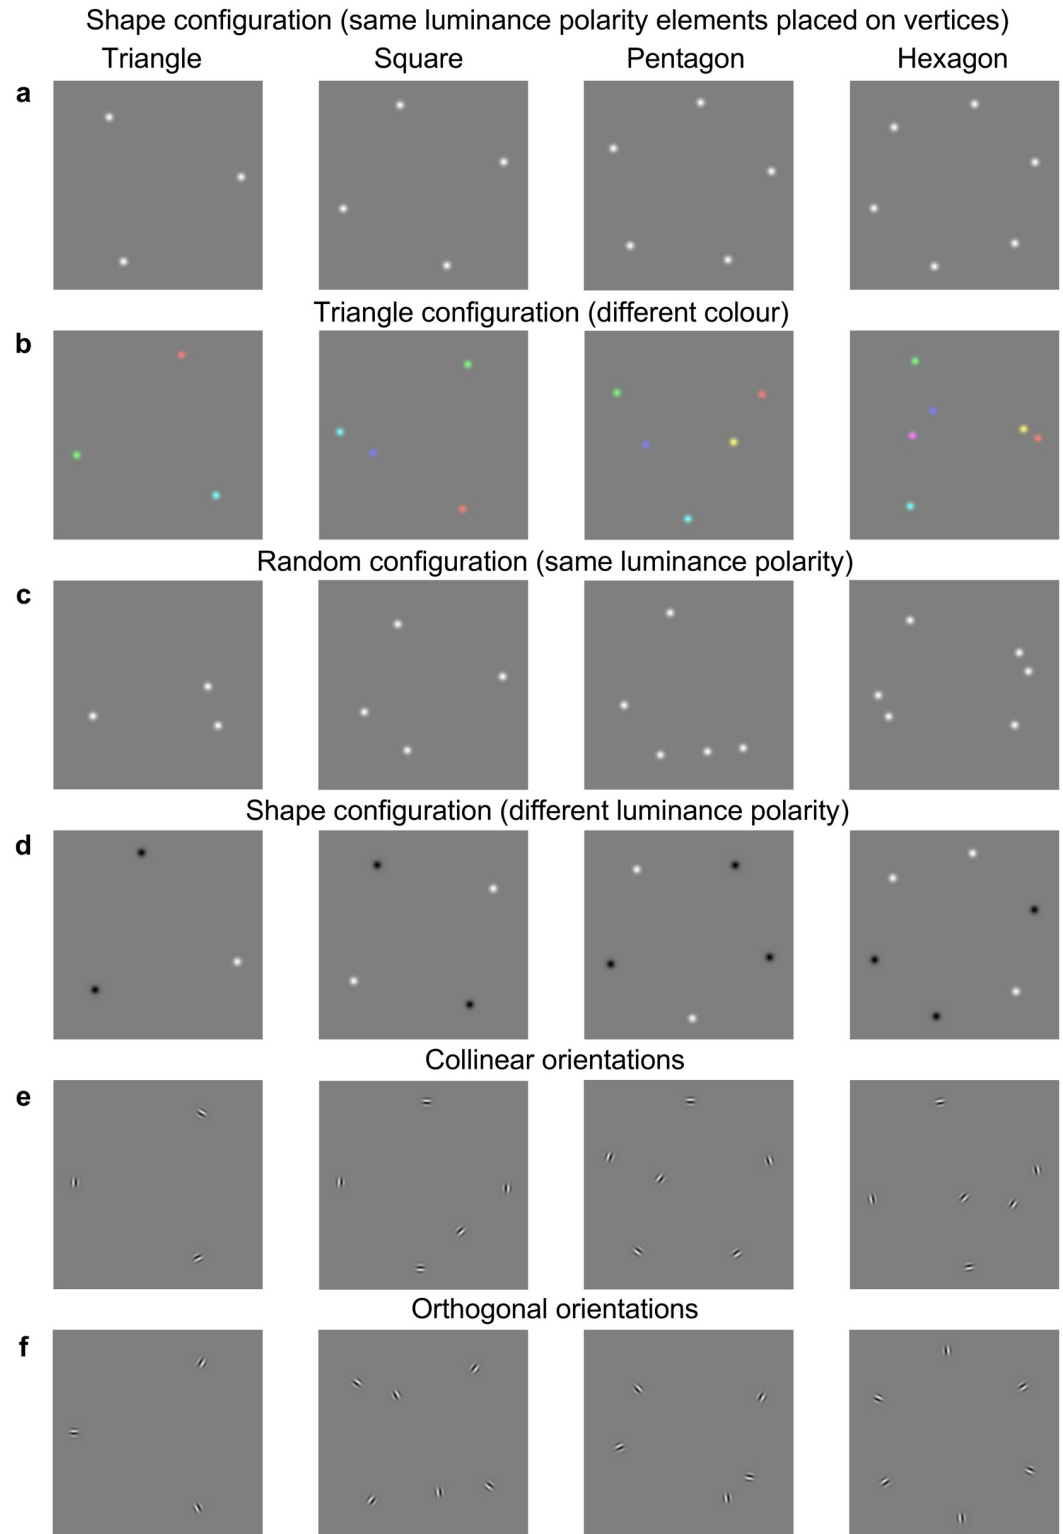 Shape configuration (same luminance polarity elements placed on vertices)
Triangle Square Pentagon Hexagon
a
Triangle configuration (different colour)
b
Random configuration (same luminance polarity)
c
Shape configuration (different luminance polarity)
d
Collinear orientations
e
Orthogonal orientations
f